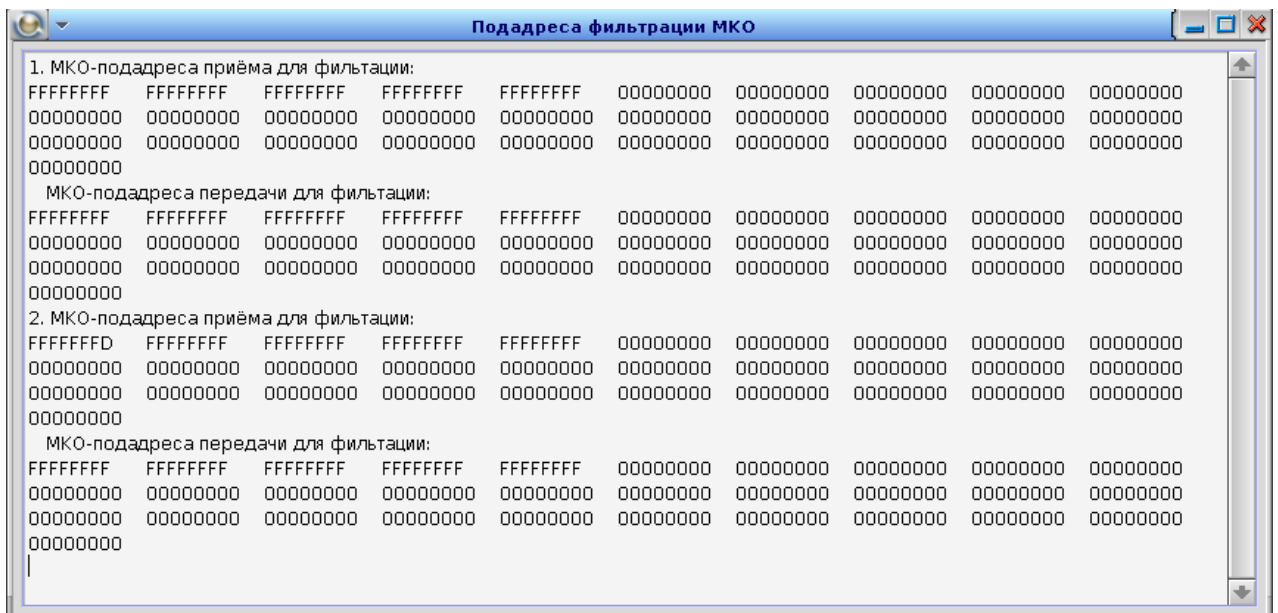 Подадреса фильтрации МКО
1. МКО-подадреса приёма для фильтации:
FFFFFFFF FFFFFFFF FFFFFFFF FFFFFFFF FFFFFFFF 00000000 00000000 00000000 00000000 00000000
00000000 00000000 00000000 00000000 00000000 00000000 00000000 00000000 00000000 00000000
00000000 00000000 00000000 00000000 00000000 00000000 00000000 00000000 00000000 00000000
00000000
МКО-подадреса передачи для фильтации:
FFFFFFFF FFFFFFFF FFFFFFFF FFFFFFFF FFFFFFFF 00000000 00000000 00000000 00000000 00000000
00000000 00000000 00000000 00000000 00000000 00000000 00000000 00000000 00000000 00000000
00000000 00000000 00000000 00000000 00000000 00000000 00000000 00000000 00000000 00000000
00000000
2. МКО-подадреса приёма для фильтации:
FFFFFFFD FFFFFFFF FFFFFFFF FFFFFFFF FFFFFFFF 00000000 00000000 00000000 00000000 00000000
00000000 00000000 00000000 00000000 00000000 00000000 00000000 00000000 00000000 00000000
00000000 00000000 00000000 00000000 00000000 00000000 00000000 00000000 00000000 00000000
00000000
МКО-подадреса передачи для фильтации:
FFFFFFFF FFFFFFFF FFFFFFFF FFFFFFFF FFFFFFFF 00000000 00000000 00000000 00000000 00000000
00000000 00000000 00000000 00000000 00000000 00000000 00000000 00000000 00000000 00000000
00000000 00000000 00000000 00000000 00000000 00000000 00000000 00000000 00000000 00000000
00000000